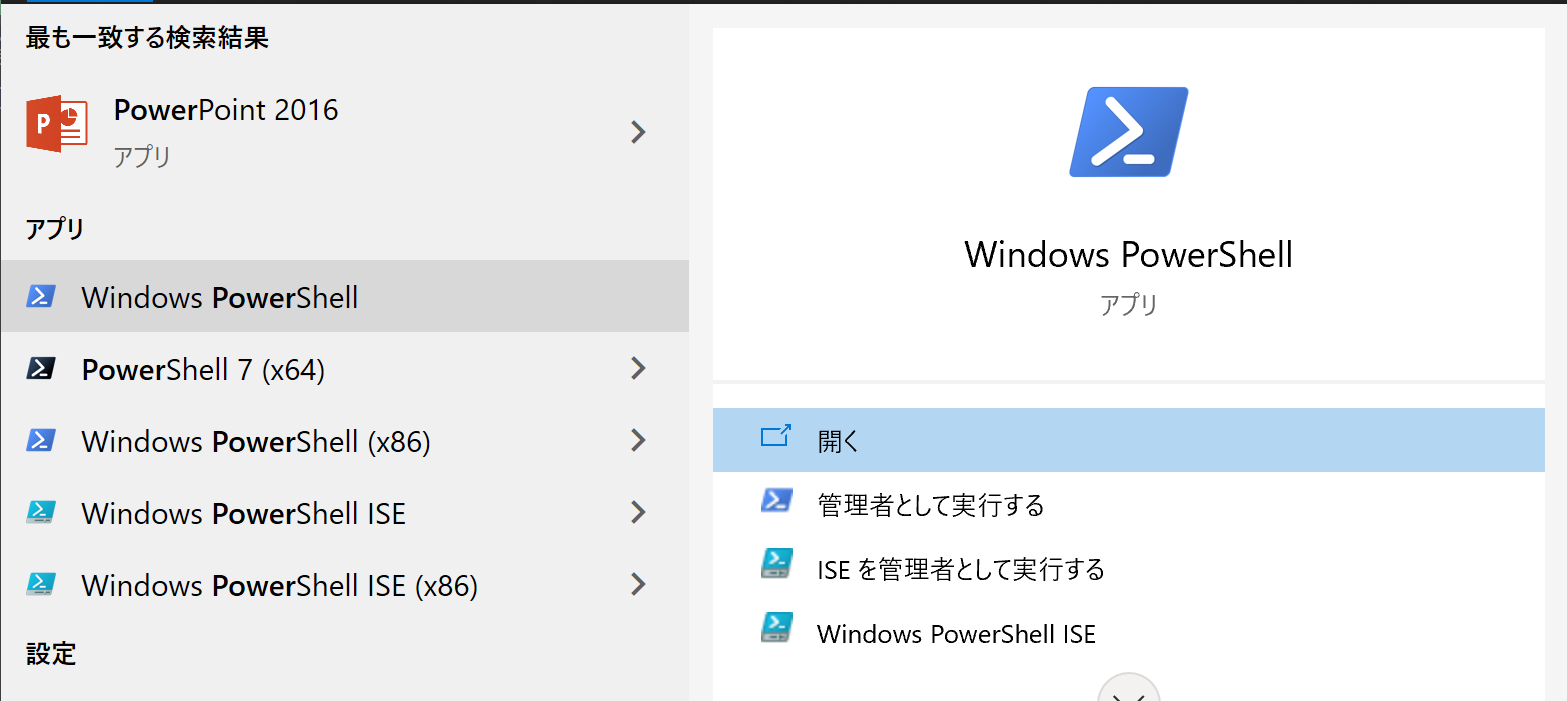 最も一致する検索結果
PowerPoint 2016
アプリ
アプリ
Windows PowerShell
PowerShell 7 (x64)
Windows PowerShell (x86)
Windows PowerShell ISE
Windows PowerShell ISE (x86)
設定
Windows PowerShell
アプリ
開く
管理者として実行する
ISE を管理者として実行する
Windows PowerShell ISE